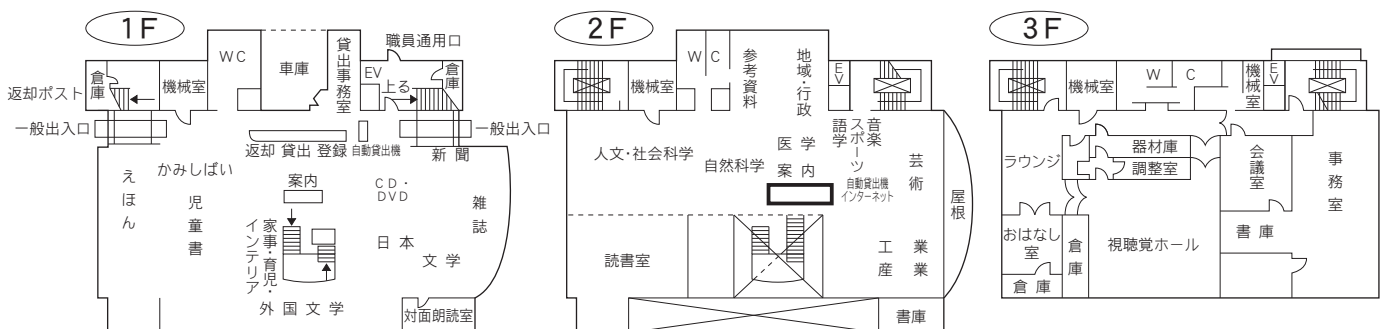 1F
職員通用口
倉庫
機械室
WC
車庫
貸出事務室
EV
上る
倉庫
返却ポスト
一般出入口
返却 貸出 登録
自動貸出機
新聞
一般出入口
えほん
かみしばい
児童書
案内
CD・
DVD
雑誌
家事・育児・
インテリア
日本
文学
外国文学
対面朗読室
2F
機械室
WC
参考資料
地域・行政
EV
人文・社会科学
自然科学
医学
案内
語学
スポーツ
音楽
自動貸出機
インターネット
芸術
屋根
読書室
工業
産業
書庫
3F
機械室
WC
機械室
EV
ラウンジ
器材庫
調整室
会議室
事務室
おはなし
室
倉庫
視聴覚ホール
書庫
倉庫